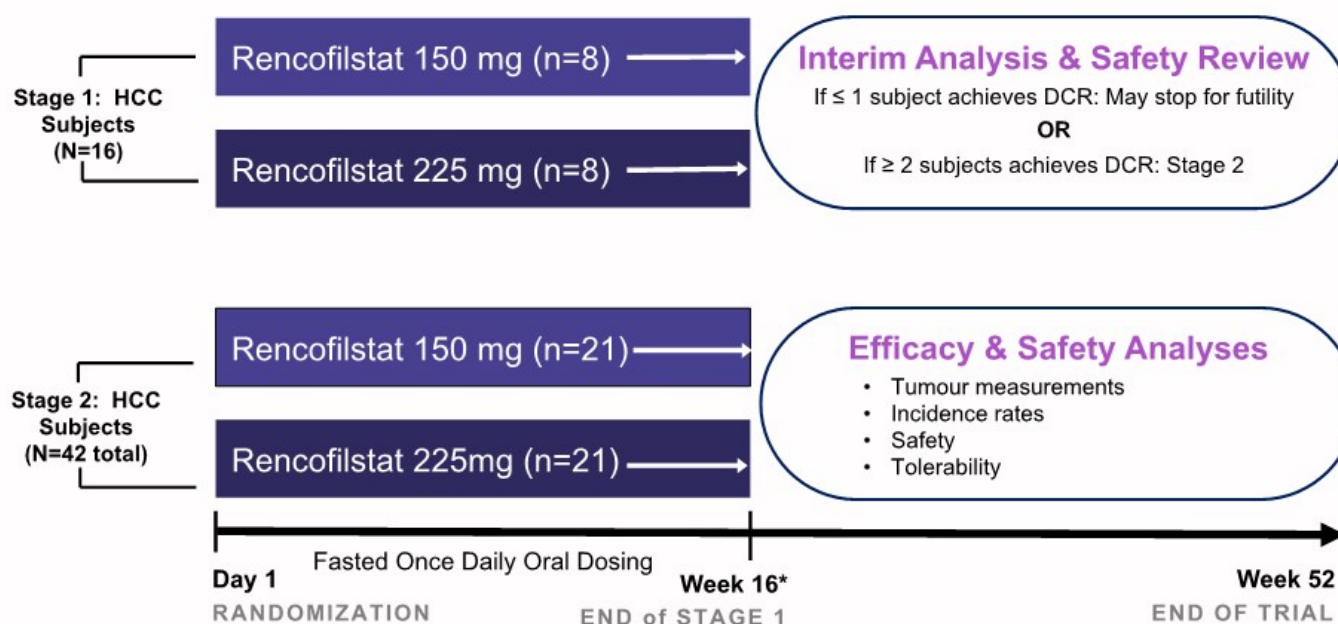 Stage 1: HCC
Subjects
(N=16)
Rencofilstat 150 mg (n=8)
Rencofilstat 225 mg (n=8)
Interim Analysis & Safety Review
If ≤ 1 subject achieves DCR: May stop for futility
OR
If ≥ 2 subjects achieves DCR: Stage 2
Stage 2: HCC
Subjects
(N=42 total)
Rencofilstat 150 mg (n=21)
Rencofilstat 225mg (n=21)
Efficacy & Safety Analyses
• Tumour measurements
• Incidence rates
• Safety
• Tolerability
Fasted Once Daily Oral Dosing
Day 1
RANDOMIZATION
Week 16*
END of STAGE 1
Week 52
END OF TRIAL